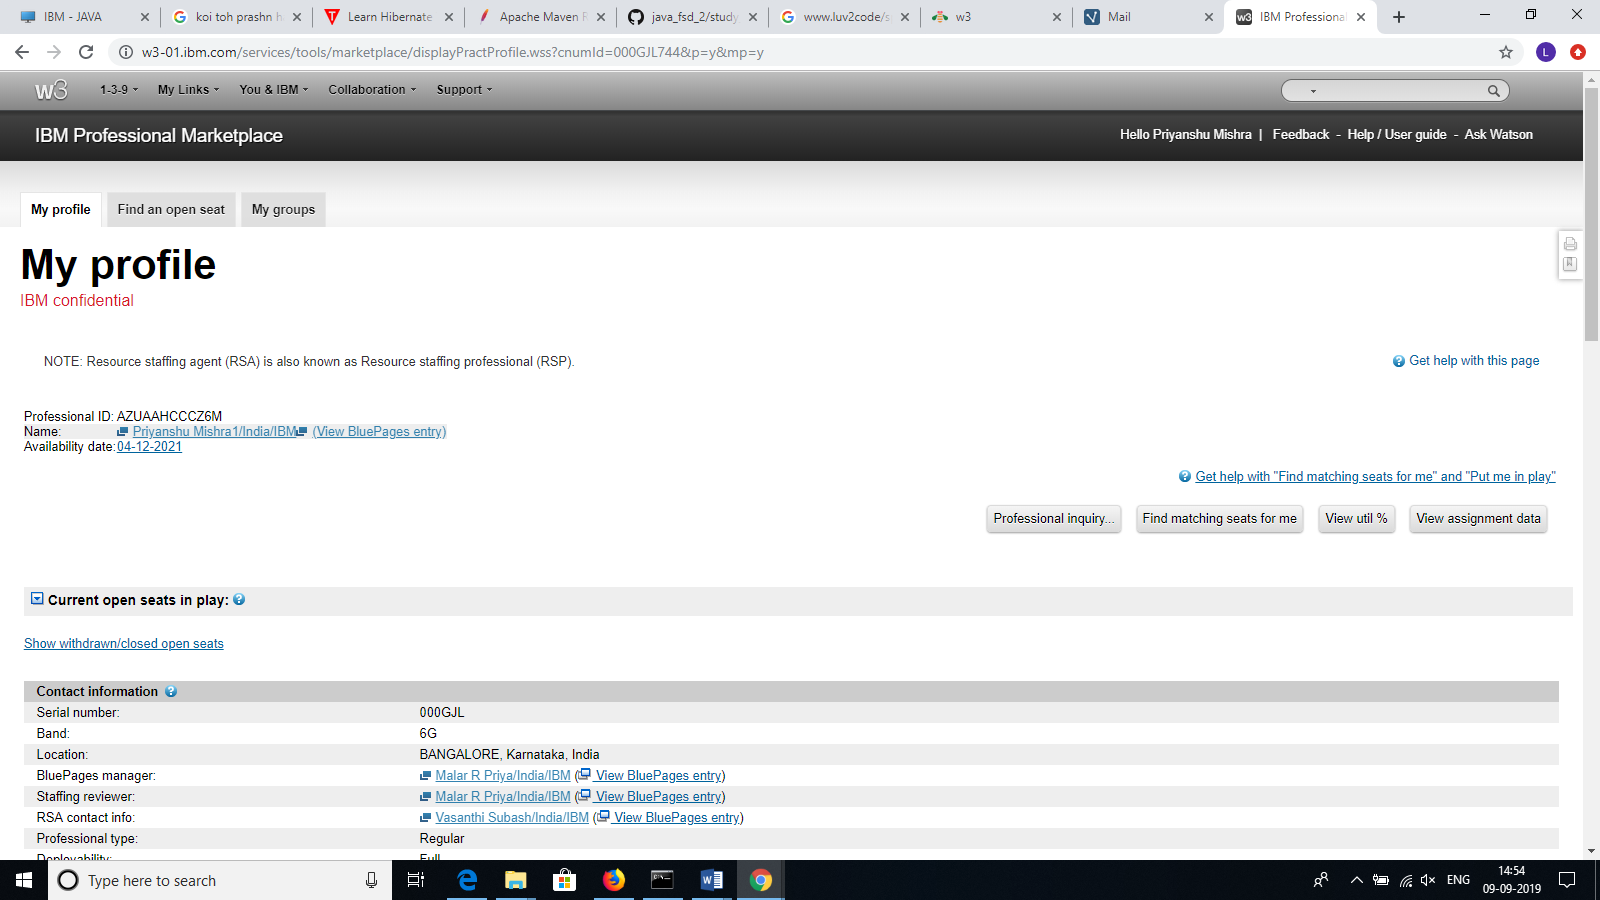 IBM - JAVA
koi toh prashn h
Learn Hibernate
Apache Maven P
java_fsd_2/study
www.luv2code/s
w3
Mail
IBM Professiona
w3-01.ibm.com/services/tools/marketplace/displayPractProfile.wss?cnumId=000GJL744&p=y&mp=y
L
w3
1-3-9
My Links
You & IBM
Collaboration
Support
IBM Professional Marketplace
Hello Priyanshu Mishra | Feedback - Help / User guide - Ask Watson
My profile
Find an open seat
My groups
My profile
IBM confidential
NOTE: Resource staffing agent (RSA) is also known as Resource staffing professional (RSP).
Get help with this page
Professional ID: AZUAAHCCCZ6M
Name: Priyanshu Mishra1/India/IBM (View BluePages entry)
Availability date: 04-12-2021
Get help with "Find matching seats for me" and "Put me in play"
Professional inquiry...
Find matching seats for me
View util %
View assignment data
Current open seats in play:
Show withdrawn/closed open seats
Contact information
Serial number: 000GJL
Band: 6G
Location: BANGALORE, Karnataka, India
BluePages manager: Malar R Priya/India/IBM (View BluePages entry)
Staffing reviewer: Malar R Priya/India/IBM (View BluePages entry)
RSA contact info: Vasanthi Subash/India/IBM (View BluePages entry)
Professional type: Regular
Deployability: Full
Type here to search
ENG
14:54
09-09-2019